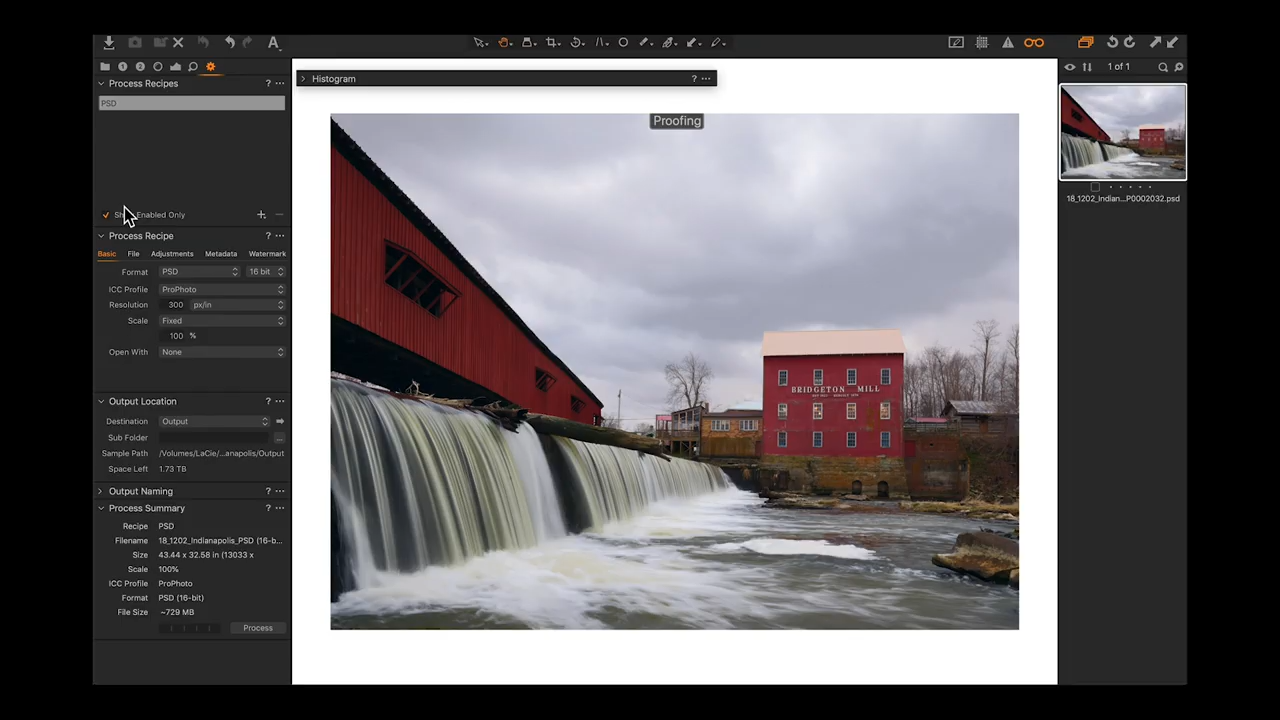 1 of 1
Process Recipes
? ...
Histogram
? ...
PSD
Proofing
Show Enabled Only
18_1202_Indian...P0002032.psd
Process Recipe
? ...
Basic File Adjustments Metadata Watermark
Format PSD 16 bit
ICC Profile ProPhoto
Resolution 300 px/in
Scale Fixed
100 %
Open With None
BRIDGETON MILL
Output Location
? ...
Destination Output
Sub Folder
Sample Path /Volumes/LaCie/...anapolis/Output
Space Left 1.73 TB
Output Naming
? ...
Process Summary
? ...
Recipe PSD
Filename 18_1202_Indianapolis_PSD (16-b...
Size 43.44 x 32.58 in (13033 x
Scale 100%
ICC Profile ProPhoto
Format PSD (16-bit)
File Size ~729 MB
Process